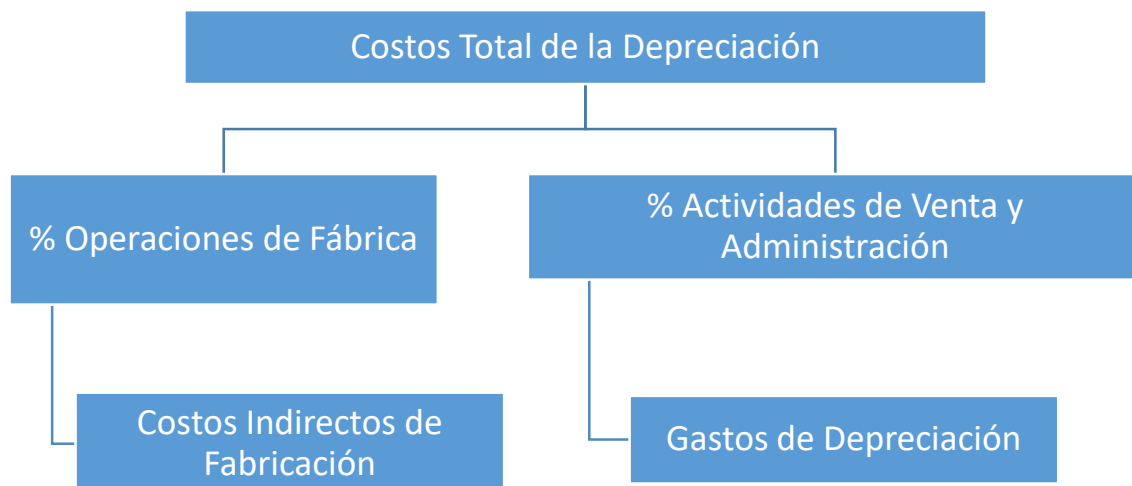 Costos Total de la Depreciación
% Operaciones de Fábrica
% Actividades de Venta y
Administración
Costos Indirectos de
Fabricación
Gastos de Depreciación